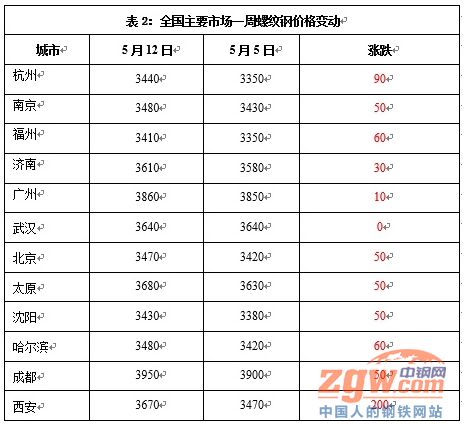 表 2：全国主要市场一周螺纹钢价格变动
城市 5 月 12 日 5 月 5 日 涨跌
杭州 3440 3350 90
南京 3480 3430 50
福州 3410 3350 60
济南 3610 3580 30
广州 3860 3850 10
武汉 3640 3640 0
北京 3470 3420 50
太原 3680 3630 50
沈阳 3430 3380 50
哈尔滨 3480 3420 60
成都 3950 3900 50
西安 3670 3470 200
zgw.com 中钢网
中国人的钢铁网站